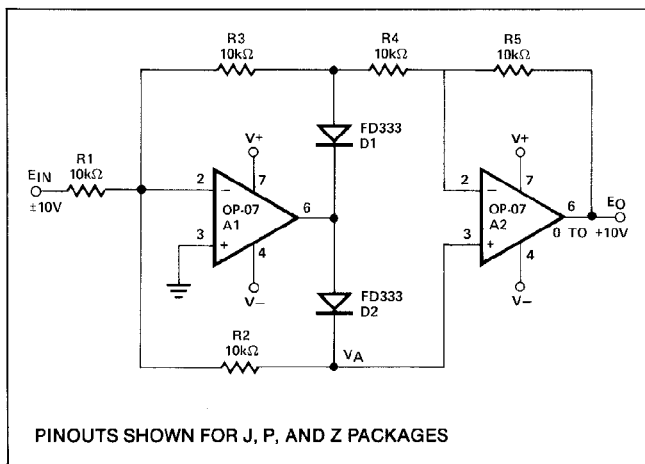 R3
10kΩ
R4
10kΩ
R5
10kΩ
FD333
D1
V+
V+
EIN
R1
10kΩ
±10V
2
−
7
6
OP-07
A1
3
+
4
V−
2
−
7
6
EO
OP-07
A2
0 TO +10V
3
+
4
V−
FD333
D2
R2
10kΩ
VA
PINOUTS SHOWN FOR J, P, AND Z PACKAGES